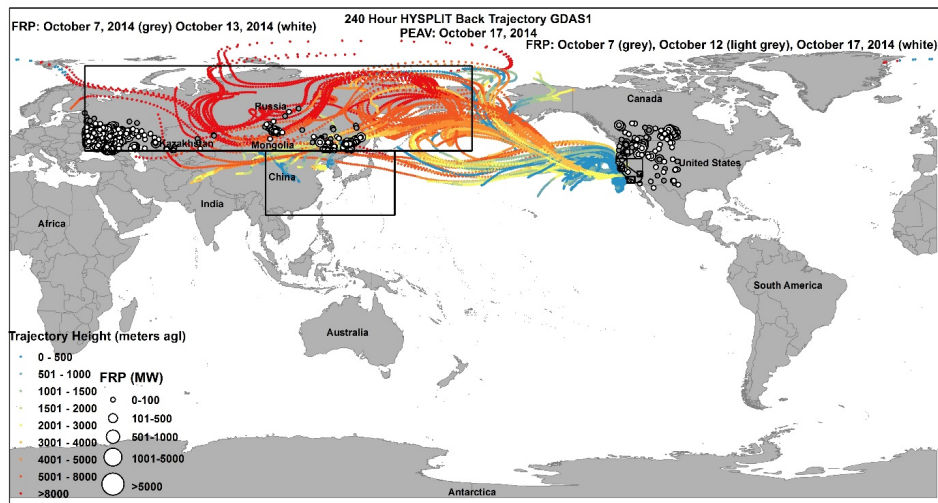 240 Hour HYSPLIT Back Trajectory GDAS1
PEAV: October 17, 2014
FRP: October 7, 2014 (grey) October 13, 2014 (white)
FRP: October 7 (grey), October 12 (light grey), October 17, 2014 (white)
Russia
Canada
Kazakhstan
Mongolia
United States
China
India
Africa
South America
Australia
Antarctica
Trajectory Height (meters agl)
0 - 500
501 - 1000
1001 - 1500
1501 - 2000
2001 - 3000
3001 - 4000
4001 - 5000
5001 - 8000
>8000
FRP (MW)
0-100
101-500
501-1000
1001-5000
>5000